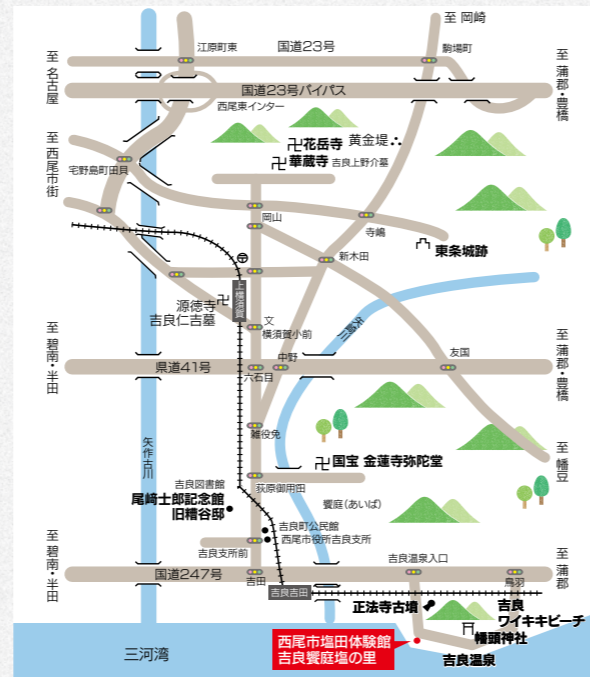 至 岡崎
江原町東
国道23号
駒場町
至 名古屋
至 蒲郡・豊橋
国道23号バイパス
西尾東インター
至 西尾市街
卍花岳寺
黄金堤
卍華蔵寺
吉良上野介墓
宅野島町田貝
岡山
寺嶋
東条城跡
新木田
上横須賀
源徳寺卍
吉良仁吉墓
文
横須賀小前
矢崎川
至 碧南・半田
至 蒲郡・豊橋
中野
友国
県道41号
六石目
矢作古川
雑役免
至 幡豆
卍国宝 金蓮寺弥陀堂
吉良図書館
荻原御用田
尾﨑士郎記念館
旧糟谷邸
饗庭(あいば)
吉良町公民館
西尾市役所吉良支所
吉良支所前
至 碧南・半田
吉良温泉入口
至 蒲郡
国道247号
吉田
鳥羽
吉良吉田
正法寺古墳
吉良
ワイキキビーチ
幡頭神社
西尾市塩田体験館
吉良饗庭塩の里
三河湾
吉良温泉